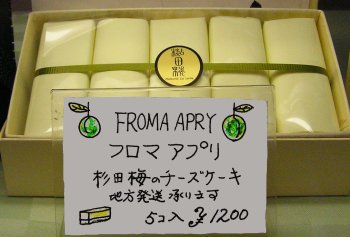 FROMA APRY
フロマ アプリ
杉田梅のチーズケーキ
地方発送承ります
5コ入 ¥1200